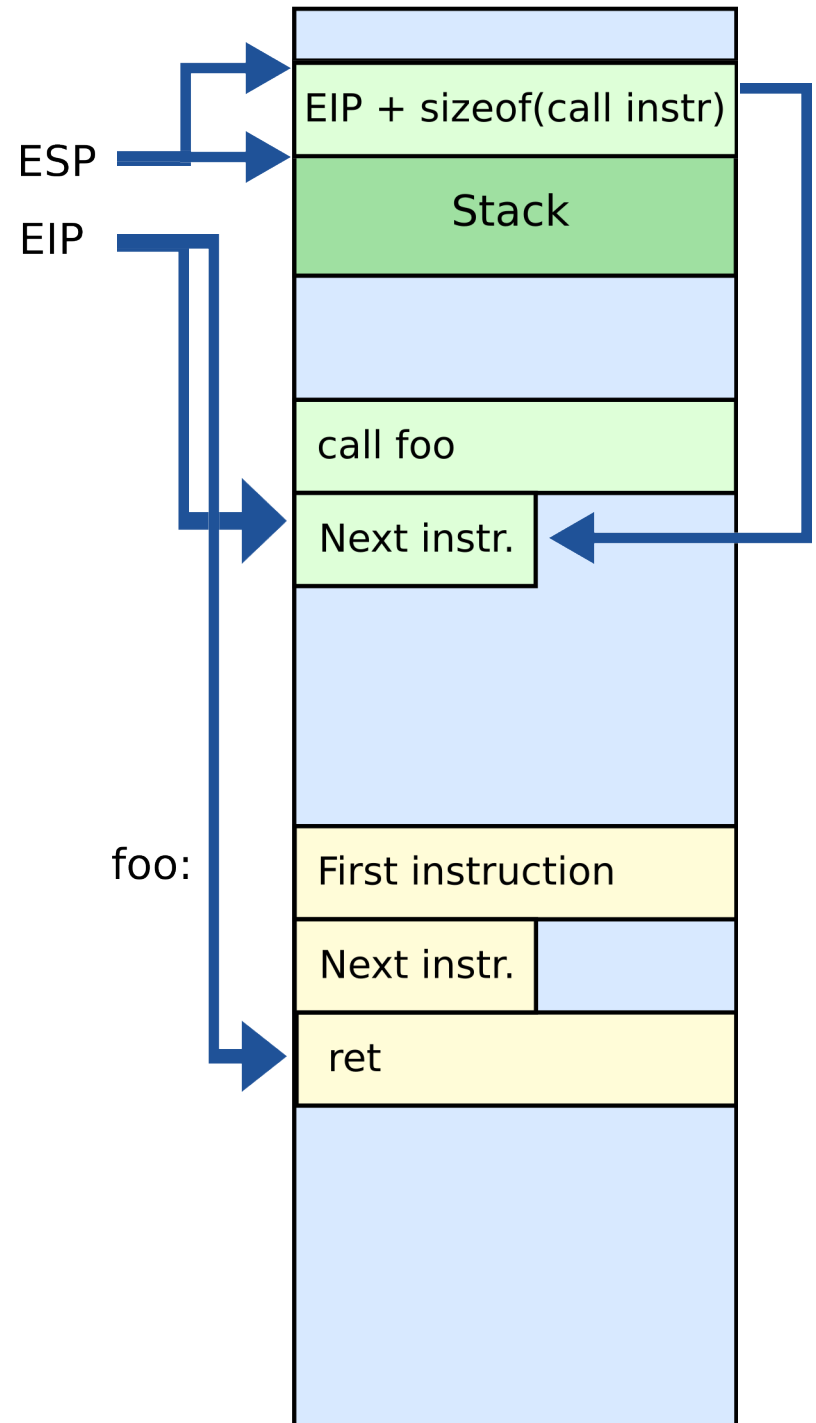 EIP + sizeof(call instr)
ESP
Stack
EIP
call foo
Next instr.
foo:
First instruction
Next instr.
ret